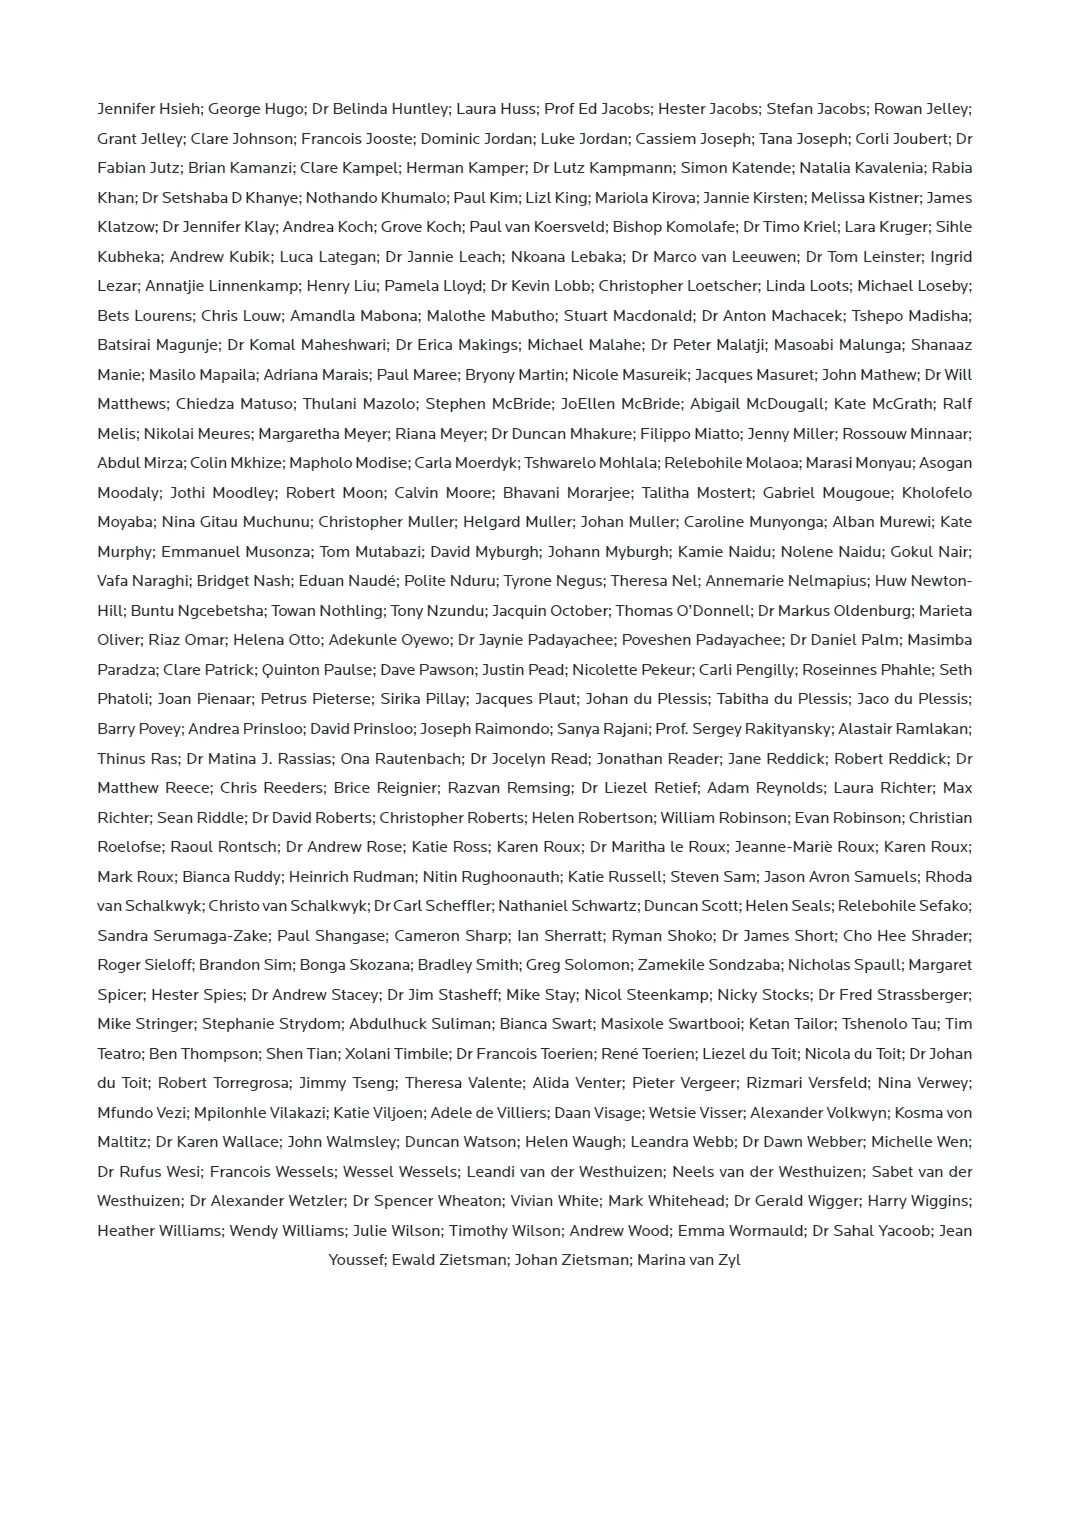 Jennifer Hsieh; George Hugo; Dr Belinda Huntley; Laura Huss; Prof Ed Jacobs; Hester Jacobs; Stefan Jacobs; Rowan Jelley;
Grant Jelley; Clare Johnson; Francois Jooste; Dominic Jordan; Luke Jordan; Cassiem Joseph; Tana Joseph; Corli Joubert; Dr
Fabian Jutz; Brian Kamanzi; Clare Kampel; Herman Kamper; Dr Lutz Kampmann; Simon Katende; Natalia Kavalenia; Rabia
Khan; Dr Setshaba D Khanye; Nothando Khumalo; Paul Kim; Lizl King; Mariola Kirova; Jannie Kirsten; Melissa Kistner; James
Klatzow; Dr Jennifer Klay; Andrea Koch; Grove Koch; Paul van Koersveld; Bishop Komolafe; Dr Timo Kriel; Lara Kruger; Sihle
Kubheka; Andrew Kubik; Luca Lategan; Dr Jannie Leach; Nkoana Lebaka; Dr Marco van Leeuwen; Dr Tom Leinster; Ingrid
Lezar; Annatjie Linnenkamp; Henry Liu; Pamela Lloyd; Dr Kevin Lobb; Christopher Loetscher; Linda Loots; Michael Loseby;
Bets Lourens; Chris Louw; Amandla Mabona; Malothe Mabutho; Stuart Macdonald; Dr Anton Machacek; Tshepo Madisha;
Batsirai Magunje; Dr Komal Maheshwari; Dr Erica Makings; Michael Malahe; Dr Peter Malatji; Masoabi Malunga; Shanaaz
Manie; Masilo Mapaila; Adriana Marais; Paul Maree; Bryony Martin; Nicole Masureik; Jacques Masuret; John Mathew; Dr Will
Matthews; Chiedza Matuso; Thulani Mazolo; Stephen McBride; JoEllen McBride; Abigail McDougall; Kate McGrath; Ralf
Melis; Nikolai Meures; Margaretha Meyer; Riana Meyer; Dr Duncan Mhakure; Filippo Miatto; Jenny Miller; Rossouw Minnaar;
Abdul Mirza; Colin Mkhize; Mapholo Modise; Carla Moerdyk; Tshwarelo Mohlala; Relebohile Molaoa; Marasi Monyau; Asogan
Moodaly; Jothi Moodley; Robert Moon; Calvin Moore; Bhavani Morarjee; Talitha Mostert; Gabriel Mougoue; Kholofelo
Moyaba; Nina Gitau Muchunu; Christopher Muller; Helgard Muller; Johan Muller; Caroline Munyonga; Alban Murewi; Kate
Murphy; Emmanuel Musonza; Tom Mutabazi; David Myburgh; Johann Myburgh; Kamie Naidu; Nolene Naidu; Gokul Nair;
Vafa Naraghi; Bridget Nash; Eduan Naudé; Polite Nduru; Tyrone Negus; Theresa Nel; Annemarie Nelmapius; Huw Newton-
Hill; Buntu Ngcebetsha; Towan Nothling; Tony Nzundu; Jacquin October; Thomas O’Donnell; Dr Markus Oldenburg; Marieta
Oliver; Riaz Omar; Helena Otto; Adekunle Oyewo; Dr Jaynie Padayachee; Poveshen Padayachee; Dr Daniel Palm; Masimba
Paradza; Clare Patrick; Quinton Paulse; Dave Pawson; Justin Pead; Nicolette Pekeur; Carli Pengilly; Roseinnes Phahle; Seth
Phatoli; Joan Pienaar; Petrus Pieterse; Sirika Pillay; Jacques Plaut; Johan du Plessis; Tabitha du Plessis; Jaco du Plessis;
Barry Povey; Andrea Prinsloo; David Prinsloo; Joseph Raimondo; Sanya Rajani; Prof. Sergey Rakityansky; Alastair Ramlakan;
Thinus Ras; Dr Matina J. Rassias; Ona Rautenbach; Dr Jocelyn Read; Jonathan Reader; Jane Reddick; Robert Reddick; Dr
Matthew Reece; Chris Reeders; Brice Reignier; Razvan Remsing; Dr Liezel Retief; Adam Reynolds; Laura Richter; Max
Richter; Sean Riddle; Dr David Roberts; Christopher Roberts; Helen Robertson; William Robinson; Evan Robinson; Christian
Roelofse; Raoul Rontsch; Dr Andrew Rose; Katie Ross; Karen Roux; Dr Maritha le Roux; Jeanne-Mariè Roux; Karen Roux;
Mark Roux; Bianca Ruddy; Heinrich Rudman; Nitin Rughoonauth; Katie Russell; Steven Sam; Jason Avron Samuels; Rhoda
van Schalkwyk; Christo van Schalkwyk; Dr Carl Scheffler; Nathaniel Schwartz; Duncan Scott; Helen Seals; Relebohile Sefako;
Sandra Serumaga-Zake; Paul Shangase; Cameron Sharp; Ian Sherratt; Ryman Shoko; Dr James Short; Cho Hee Shrader;
Roger Sieloff; Brandon Sim; Bonga Skozana; Bradley Smith; Greg Solomon; Zamekile Sondzaba; Nicholas Spaull; Margaret
Spicer; Hester Spies; Dr Andrew Stacey; Dr Jim Stasheff; Mike Stay; Nicol Steenkamp; Nicky Stocks; Dr Fred Strassberger;
Mike Stringer; Stephanie Strydom; Abdulhuck Suliman; Bianca Swart; Masixole Swartbooi; Ketan Tailor; Tshenolo Tau; Tim
Teatro; Ben Thompson; Shen Tian; Xolani Timbile; Dr Francois Toerien; René Toerien; Liezel du Toit; Nicola du Toit; Dr Johan
du Toit; Robert Torregrosa; Jimmy Tseng; Theresa Valente; Alida Venter; Pieter Vergeer; Rizmari Versfeld; Nina Verwey;
Mfundo Vezi; Mpilonhle Vilakazi; Katie Viljoen; Adele de Villiers; Daan Visage; Wetsie Visser; Alexander Volkwyn; Kosma von
Maltitz; Dr Karen Wallace; John Walmsley; Duncan Watson; Helen Waugh; Leandra Webb; Dr Dawn Webber; Michelle Wen;
Dr Rufus Wesi; Francois Wessels; Wessel Wessels; Leandi van der Westhuizen; Neels van der Westhuizen; Sabet van der
Westhuizen; Dr Alexander Wetzler; Dr Spencer Wheaton; Vivian White; Mark Whitehead; Dr Gerald Wigger; Harry Wiggins;
Heather Williams; Wendy Williams; Julie Wilson; Timothy Wilson; Andrew Wood; Emma Wormauld; Dr Sahal Yacoob; Jean
Youssef; Ewald Zietsman; Johan Zietsman; Marina van Zyl